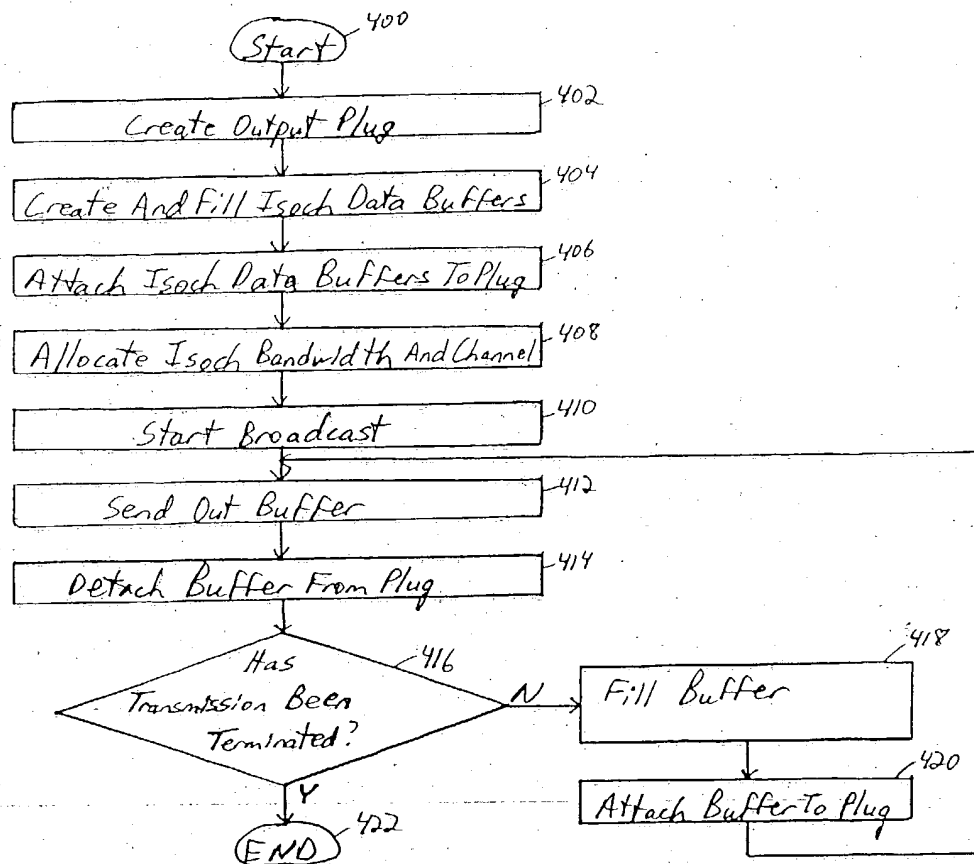 Start
400
402
Create Output Plug
404
Create And Fill Isoch Data Buffers
406
Attach Isoch Data Buffers To Plug
408
Allocate Isoch Bandwidth And Channel
410
Start Broadcast
412
Send Out Buffer
414
Detach Buffer From Plug
416
Has
Transmission Been
Terminated?
N
418
Fill Buffer
420
Attach Buffer To Plug
Y
422
END